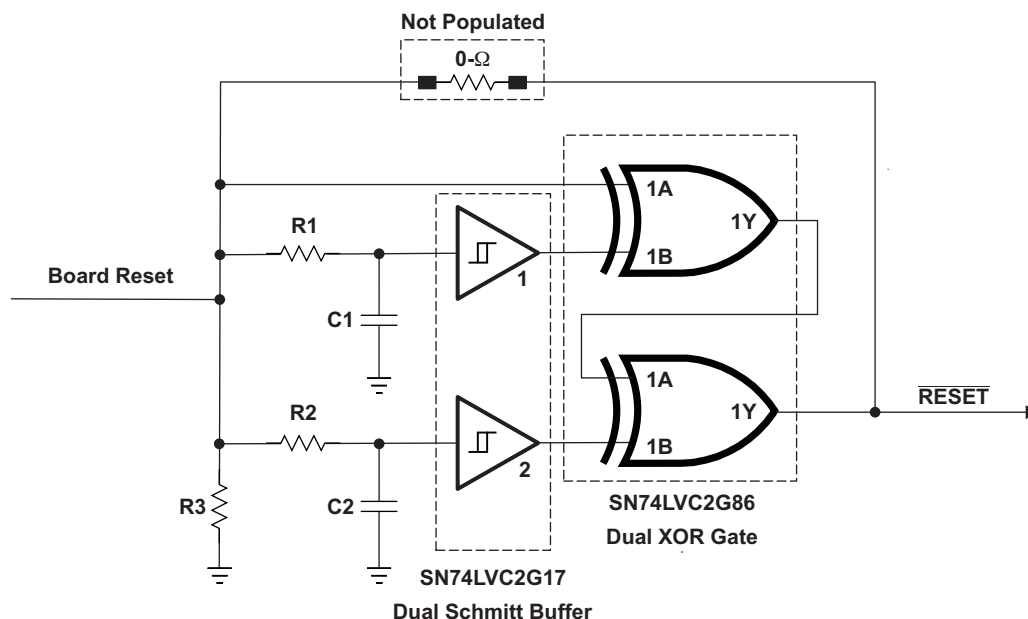 Not Populated
0-Ω
1A
R1
1Y
1B
Board Reset
1
C1
1A
R2
RESET
1Y
1B
2
R3
C2
SN74LVC2G86
Dual XOR Gate
SN74LVC2G17
Dual Schmitt Buffer